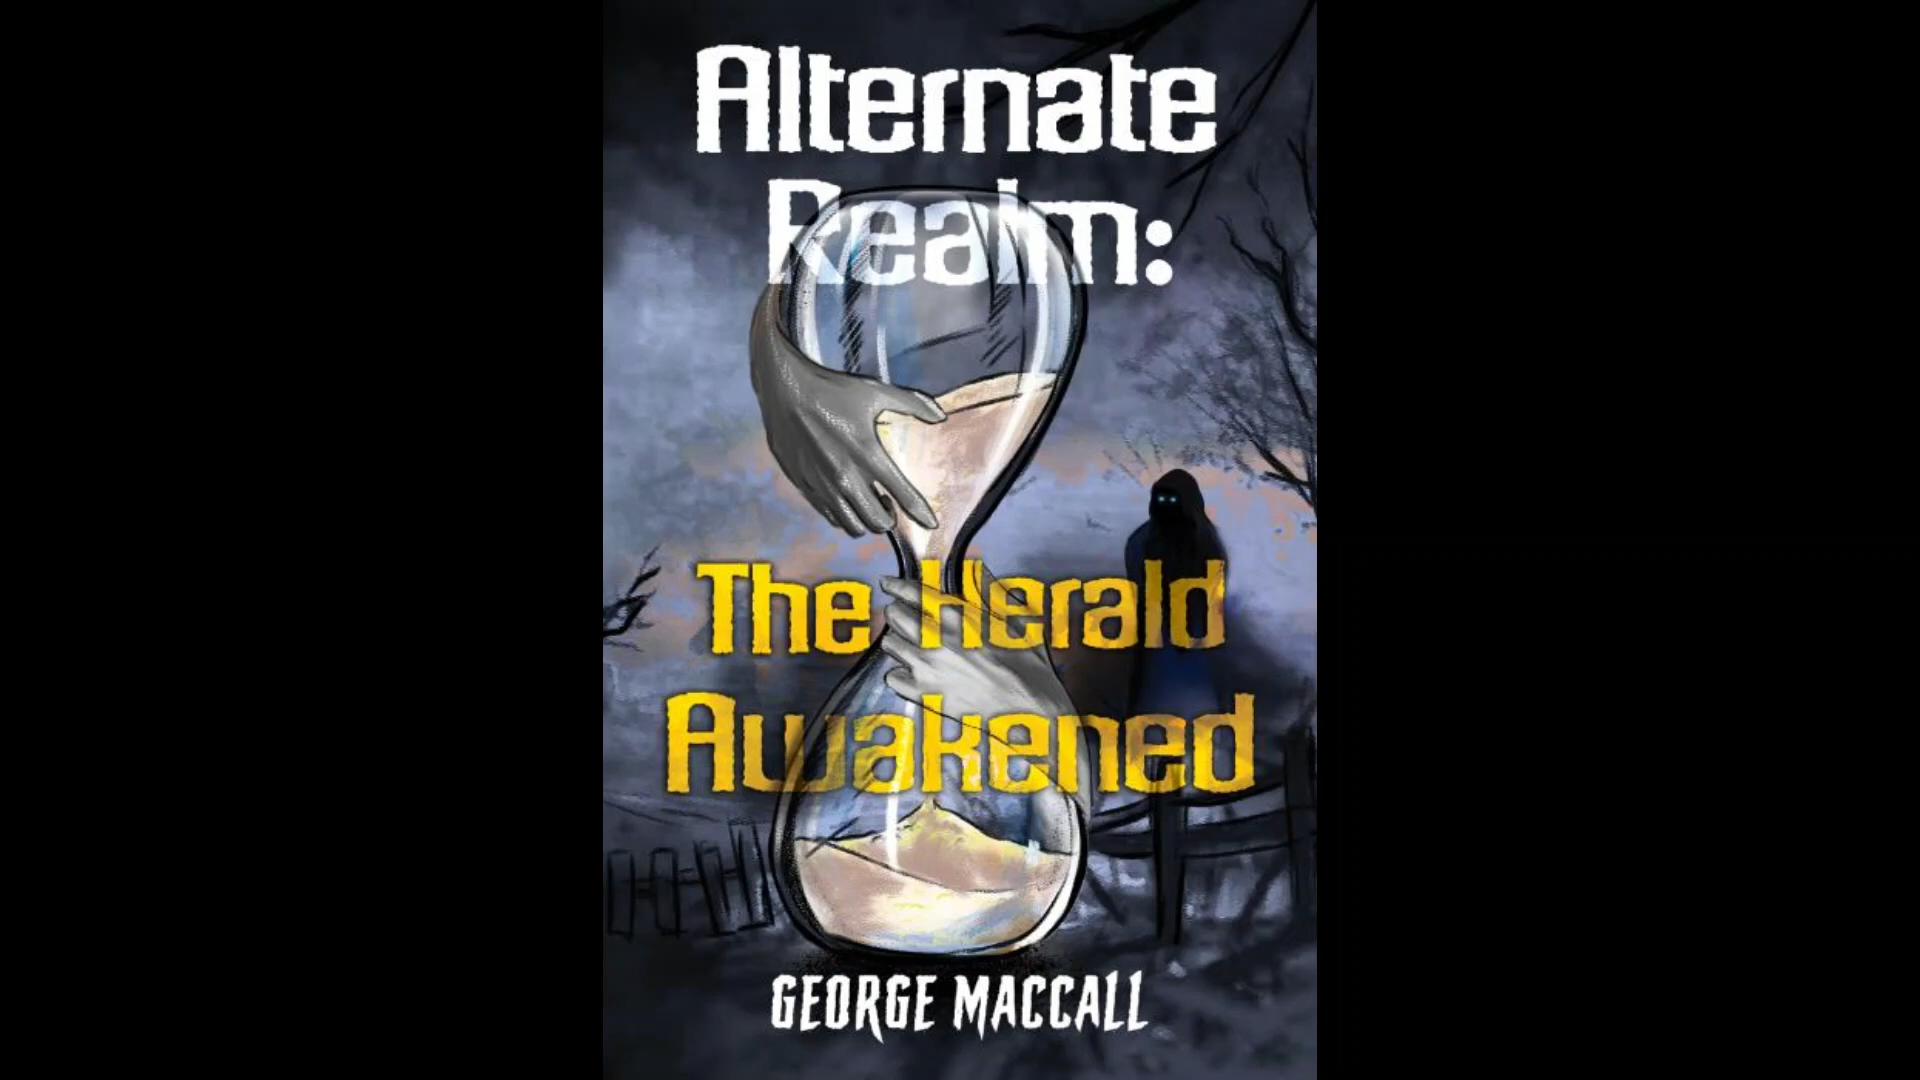 Alternate
Realm:
The Herald
Awakened
GEORGE MACCALL